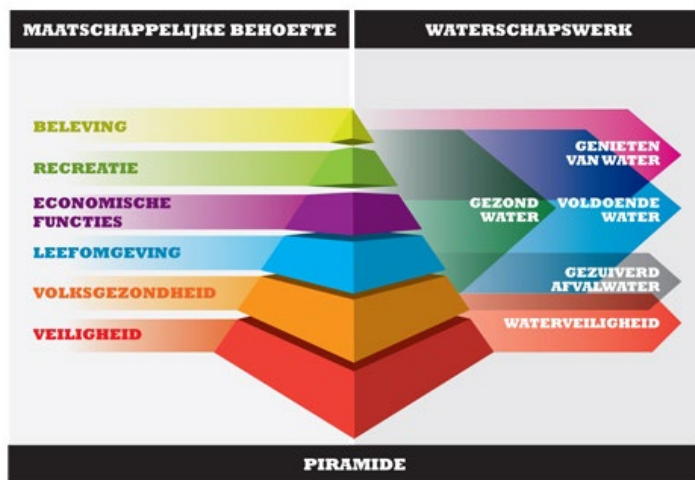 MAATSCHAPPELIJKE BEHOEFTE
WATERSCHAPSWERK
BELEVING
RECREATIE
ECONOMISCHE
FUNCTIES
LEEFOMGEVING
VOLKSGEZONDHEID
VEILIGHEID
GENIETEN
VAN WATER
GEZOND
WATER
VOLDOENDE
WATER
GEZUIVERD
AFVALWATER
WATERVEILIGHEID
PIRAMIDE